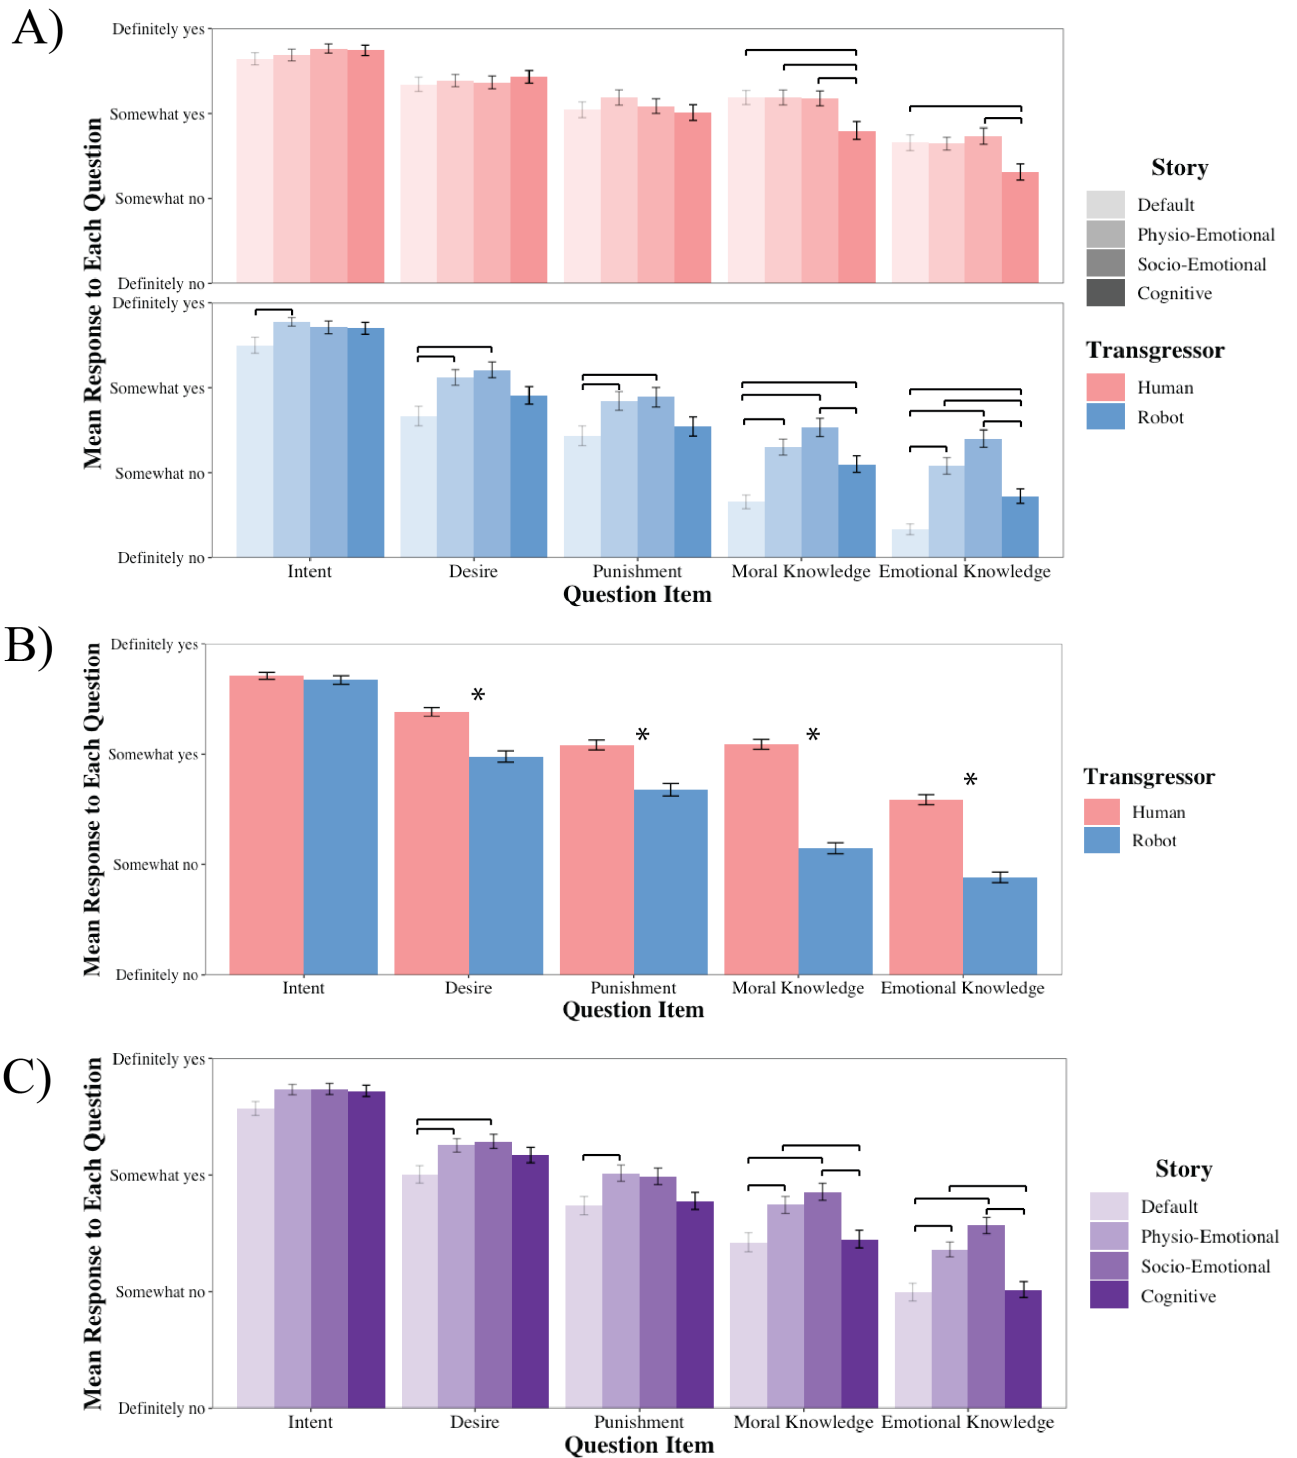 A)
Mean Response to Each Question
Definitely yes
Somewhat yes
Somewhat no
Definitely no
Definitely yes
Somewhat yes
Somewhat no
Definitely no
Intent
Desire
Punishment
Moral Knowledge
Emotional Knowledge
Question Item
Story
Default
Physio-Emotional
Socio-Emotional
Cognitive
Transgressor
Human
Robot
B)
Mean Response to Each Question
Definitely yes
Somewhat yes
Somewhat no
Definitely no
*
*
*
*
Intent
Desire
Punishment
Moral Knowledge
Emotional Knowledge
Question Item
Transgressor
Human
Robot
C)
Mean Response to Each Question
Definitely yes
Somewhat yes
Somewhat no
Definitely no
Intent
Desire
Punishment
Moral Knowledge
Emotional Knowledge
Question Item
Story
Default
Physio-Emotional
Socio-Emotional
Cognitive